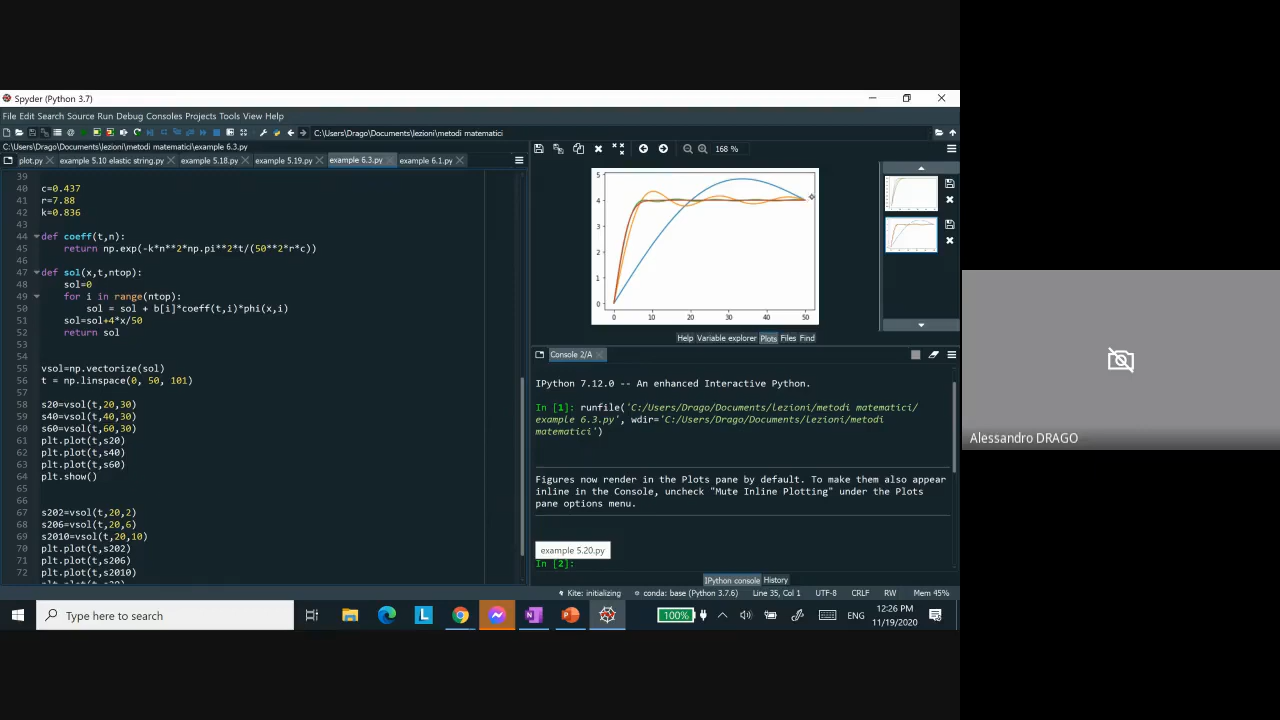 Spyder (Python 3.7)
File Edit Search Source Run Debug Consoles Projects Tools View Help
C:\Users\Drago\Documents\lezioni\metodi matematici
C:\Users\Drago\Documents\lezioni\metodi matematici\example 6.3.py
plot.py
example 5.10 elastic string.py
example 5.18.py
example 5.19.py
example 6.3.py
example 6.1.py
39
40 c=0.437
41 r=7.88
42 k=0.836
43
44 def coeff(t,n):
45 return np.exp(-k*n**2*np.pi**2*t/(50**2*r*c))
46
47 def sol(x,t,ntop):
48 sol=0
49 for i in range(ntop):
50 sol = sol + b[i]*coeff(t,i)*phi(x,i)
51 sol=sol+4*x/50
52 return sol
53
54
55 vsol=np.vectorize(sol)
56 t = np.linspace(0, 50, 101)
57
58 s20=vsol(t,20,30)
59 s40=vsol(t,40,30)
60 s60=vsol(t,60,30)
61 plt.plot(t,s20)
62 plt.plot(t,s40)
63 plt.plot(t,s60)
64 plt.show()
65
66
67 s202=vsol(t,20,2)
68 s206=vsol(t,20,6)
69 s2010=vsol(t,20,10)
70 plt.plot(t,s202)
71 plt.plot(t,s206)
72 plt.plot(t,s2010)
168 %
5
4
3
2
1
0
0 10 20 30 40 50
Help Variable explorer Plots Files Find
Console 2/A
IPython 7.12.0 -- An enhanced Interactive Python.
In [1]: runfile('C:/Users/Drago/Documents/lezioni/metodi matematici/
example 6.3.py', wdir='C:/Users/Drago/Documents/lezioni/metodi
matematici')
Figures now render in the Plots pane by default. To make them also appear
inline in the Console, uncheck "Mute Inline Plotting" under the Plots
pane options menu.
example 5.20.py
In [2]:
IPython console History
Kite: initializing conda: base (Python 3.7.6) Line 35, Col 1 UTF-8 CRLF RW Mem 45%
Type here to search
100%
ENG
12:26 PM
11/19/2020
Alessandro DRAGO